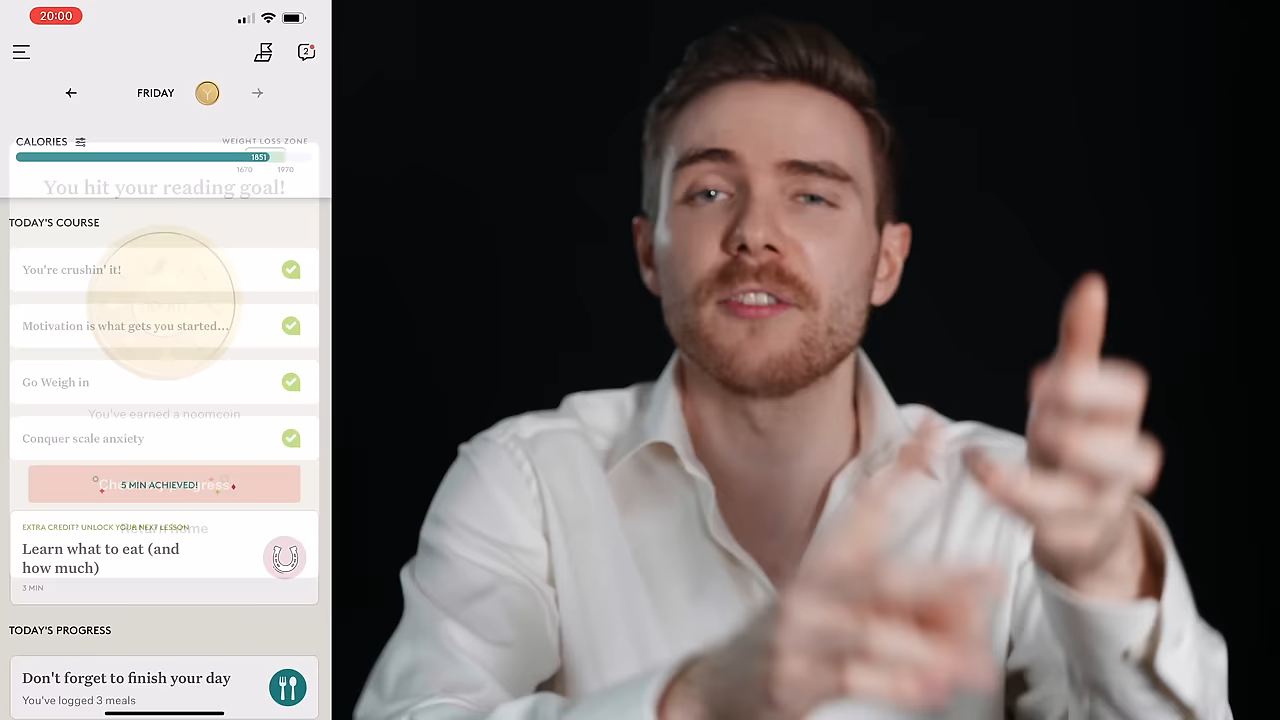 20:00
2
FRIDAY
CALORIES
WEIGHT LOSS ZONE
1851
1670
1970
You hit your reading goal!
TODAY'S COURSE
You're crushin' it!
Motivation is what gets you started...
Go Weigh in
You've earned a noomcoin
Conquer scale anxiety
5 MIN ACHIEVED!
EXTRA CREDIT? UNLOCK YOUR NEXT LESSON
Return home
Learn what to eat (and
how much)
3 MIN
TODAY'S PROGRESS
Don't forget to finish your day
You've logged 3 meals